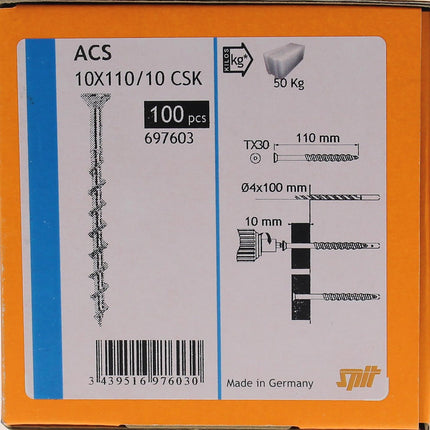 ACS
10X110/10 CSK
100 pcs
697603
KILOS
kg*
50 Kg
TX30
110 mm
Ø4x100 mm
10 mm
3 439516 976030
Made in Germany
Spit